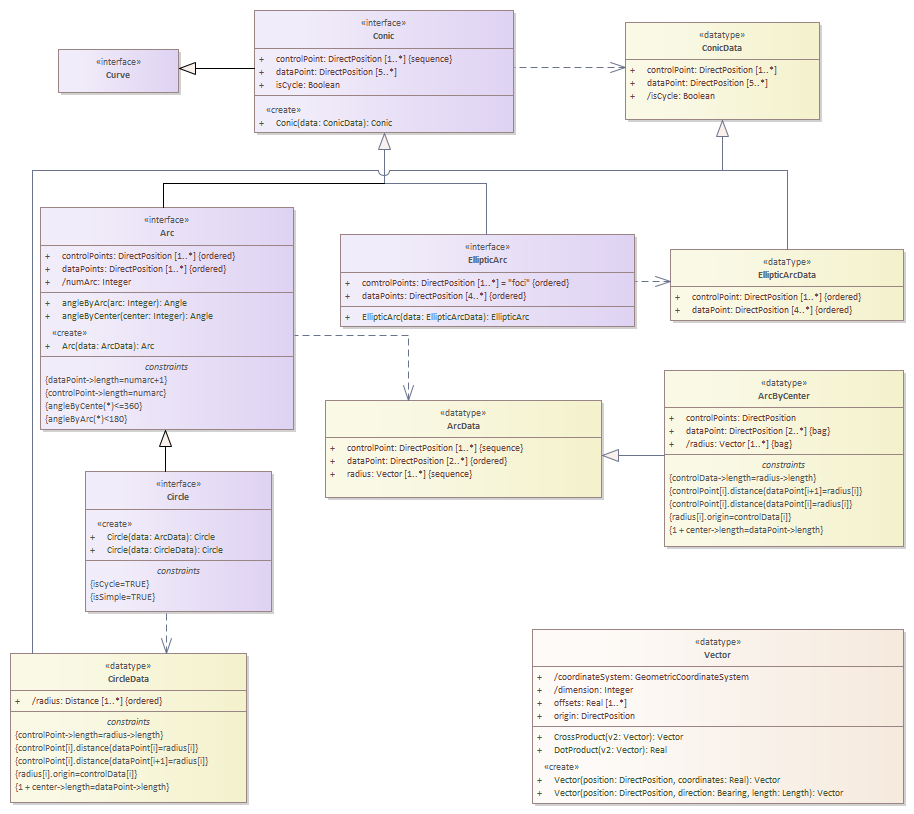 «interface»
Conic
+ controlPoint: DirectPosition [1..*] {sequence}
+ dataPoint: DirectPosition [5..*]
+ isCycle: Boolean
«create»
+ Conic(data: ConicData): Conic
«datatype»
ConicData
+ controlPoint: DirectPosition [1..*]
+ dataPoint: DirectPosition [5..*]
+ /isCycle: Boolean
«interface»
Curve
«interface»
Arc
+ controlPoints: DirectPosition [1..*] {ordered}
+ dataPoints: DirectPosition [1..*] {ordered}
+ /numArc: Integer
+ angleByArc(arc: Integer): Angle
+ angleByCenter(center: Integer): Angle
«create»
+ Arc(data: ArcData): Arc
constraints
{dataPoint->length=numarc+1}
{controlPoint->length=numarc}
{angleByCente(*)<=360}
{angleByArc(*)<180}
«interface»
EllipticArc
+ comtrolPoints: DirectPosition [1..*] = "foci" {ordered}
+ dataPoints: DirectPosition [4..*] {ordered}
+ EllipticArc(data: EllipticArcData): EllipticArc
«dataType»
EllipticArcData
+ controlPoint: DirectPosition [1..*] {ordered}
+ dataPoint: DirectPosition [4..*] {ordered}
«datatype»
ArcData
+ controlPoint: DirectPosition [1..*] {sequence}
+ dataPoint: DirectPosition [2..*] {ordered}
+ radius: Vector [1..*] {sequence}
«datatype»
ArcByCenter
+ controlPoints: DirectPosition
+ dataPoint: DirectPosition [2..*] {bag}
+ /radius: Vector [1..*] {bag}
constraints
{controlData->length=radius->length}
{controlPoint[i].distance(dataPoint[i+1]=radius[i]}
{controlPoint[i].distance(dataPoint[i]=radius[i]}
{radius[i].origin=controlData[i]}
{1 + center->length=dataPoint->length}
«interface»
Circle
«create»
+ Circle(data: ArcData): Circle
+ Circle(data: CircleData): Circle
constraints
{isCycle=TRUE}
{isSimple=TRUE}
«datatype»
CircleData
+ /radius: Distance [1..*] {ordered}
constraints
{controlPoint->length=radius->length}
{controlPoint[i].distance(dataPoint[i]=radius[i]}
{controlPoint[i].distance(dataPoint[i+1]=radius[i]}
{radius[i].origin=controlData[i]}
{1 + center->length=dataPoint->length}
«datatype»
Vector
+ /coordinateSystem: GeometricCoordinateSystem
+ /dimension: Integer
+ offsets: Real [1..*]
+ origin: DirectPosition
+ CrossProduct(v2: Vector): Vector
+ DotProduct(v2: Vector): Real
«create»
+ Vector(position: DirectPosition, coordinates: Real): Vector
+ Vector(position: DirectPosition, direction: Bearing, length: Length): Vector